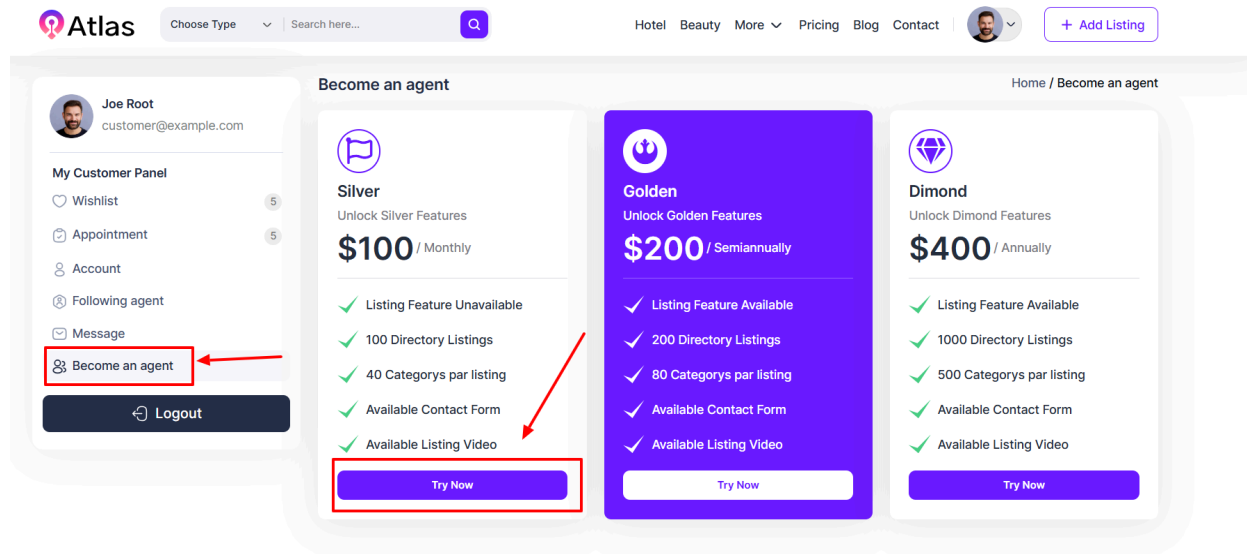 Atlas
Choose Type
Search here...
Hotel Beauty More Pricing Blog Contact
+ Add Listing
Joe Root
customer@example.com
My Customer Panel
Wishlist 5
Appointment 5
Account
Following agent
Message
Become an agent
Logout
Become an agent
Home / Become an agent
Silver
Unlock Silver Features
$100 / Monthly
Listing Feature Unavailable
100 Directory Listings
40 Categorys par listing
Available Contact Form
Available Listing Video
Try Now
Golden
Unlock Golden Features
$200 / Semiannually
Listing Feature Available
200 Directory Listings
80 Categorys par listing
Available Contact Form
Available Listing Video
Try Now
Dimond
Unlock Dimond Features
$400 / Annually
Listing Feature Available
1000 Directory Listings
500 Categorys par listing
Available Contact Form
Available Listing Video
Try Now